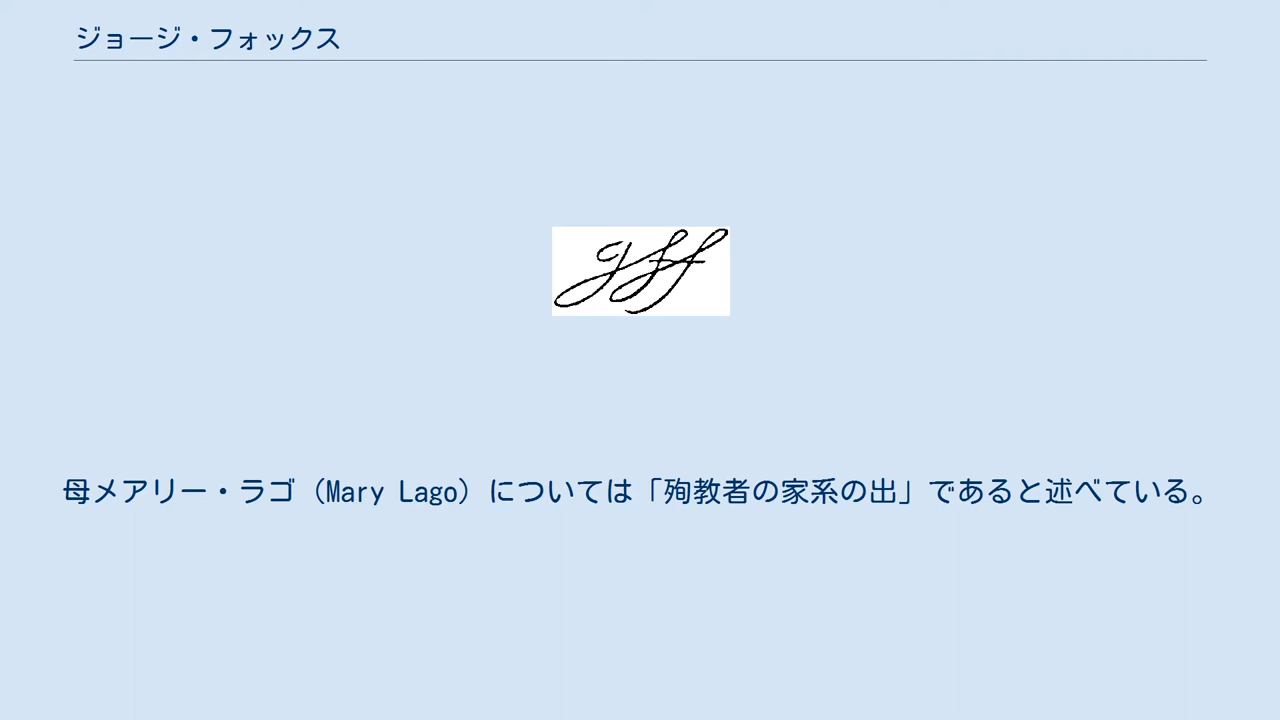 ジョージ・フォックス
gff
母メアリー・ラゴ（Mary Lago）については「殉教者の家系の出」であると述べている。